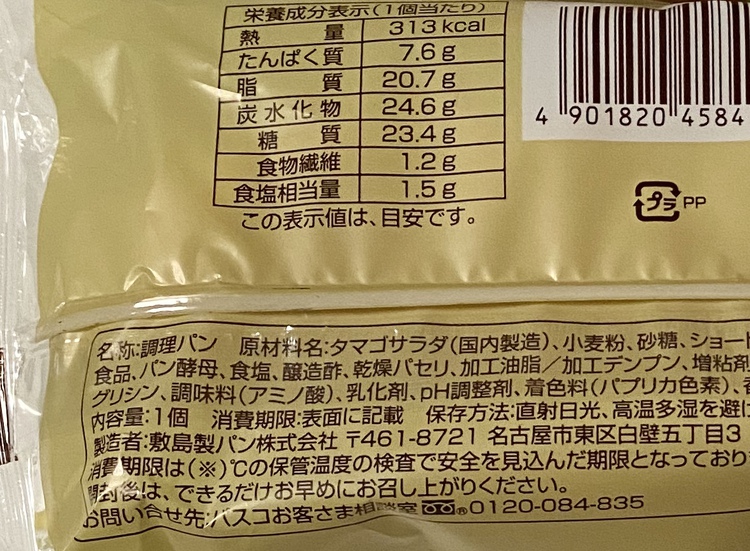 栄養成分表示(1個当たり)
熱量 313kcal
たんぱく質 7.6g
脂質 20.7g
炭水化物 24.6g
糖質 23.4g
食物繊維 1.2g
食塩相当量 1.5g
この表示値は、目安です。
4 901820 4584
プラ PP
名称:調理パン 原材料名:タマゴサラダ(国内製造)、小麦粉、砂糖、ショート
食品、パン酵母、食塩、醸造酢、乾燥パセリ、加工油脂/加工デンプン、増粘剤
グリシン、調味料(アミノ酸)、乳化剤、pH調整剤、着色料(パプリカ色素)、
内容量:1個 消費期限:表面に記載 保存方法:直射日光、高温多湿を避け
製造者:敷島製パン株式会社 〒461-8721 名古屋市東区白壁五丁目3
消費期限は(※)℃の保管温度の検査で安全を見込んだ期限となっており
開封後は、できるだけお早めにお召し上がりください。
お問い合せ先:パスコお客さま相談室 ®0120-084-835